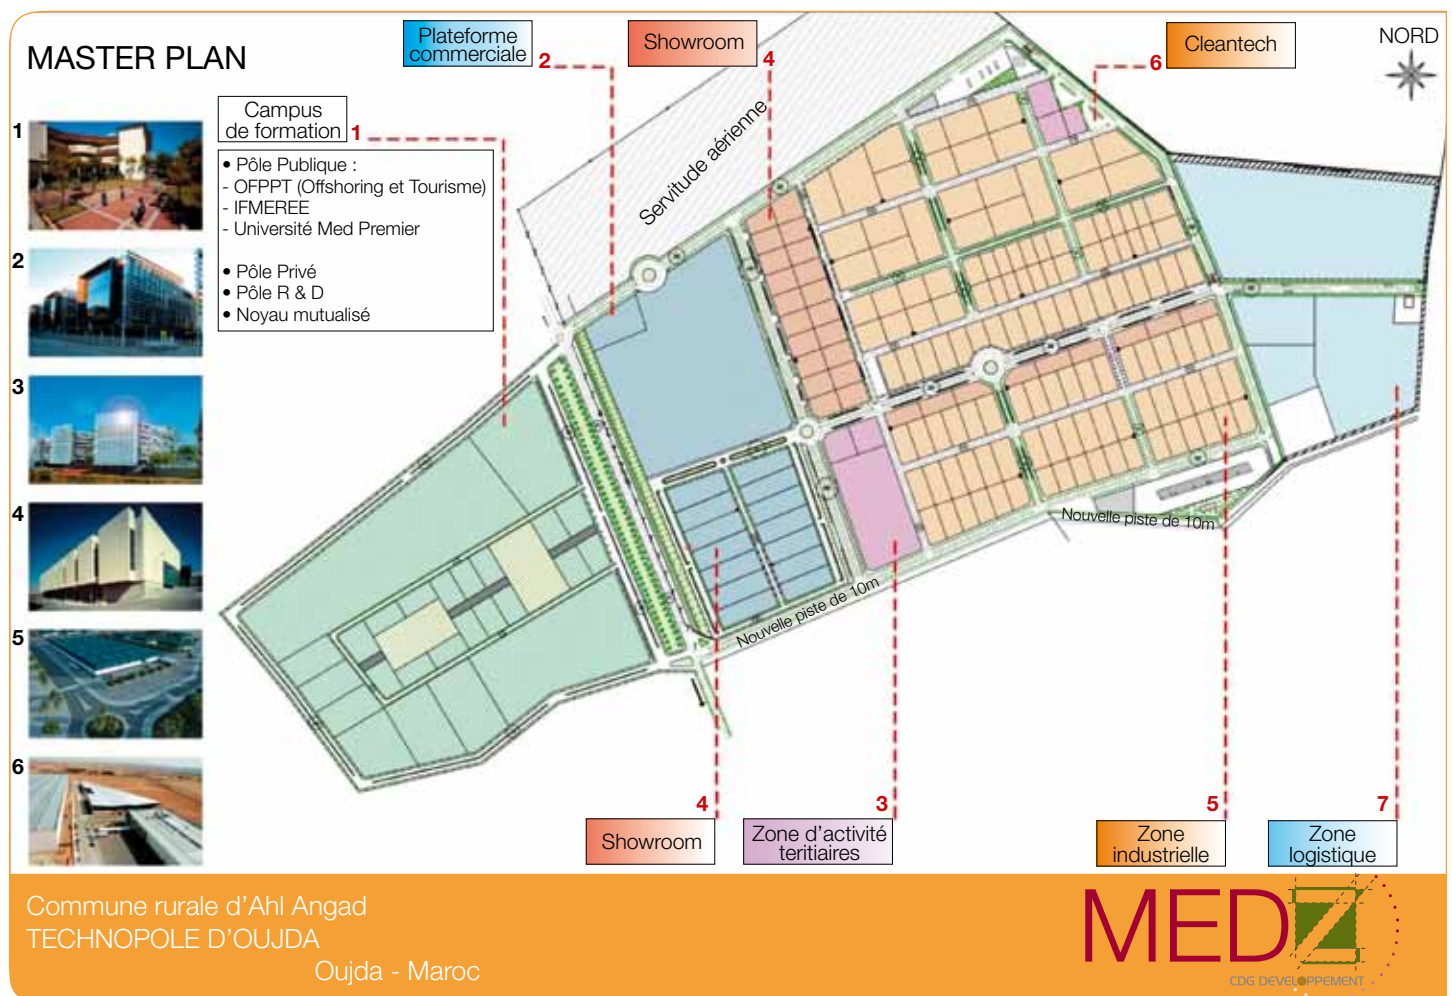 MASTER PLAN
Plateforme
commerciale
2
Showroom
4
6
Cleantech
NORD
Campus
de formation
1
• Pôle Publique :
- OFPPT (Offshoring et Tourisme)
- IFMEREE
- Université Med Premier
• Pôle Privé
• Pôle R & D
• Noyau mutualisé
1
2
3
4
5
6
Servitude aérienne
Nouvelle piste de 10m
Nouvelle piste de 10m
4
Showroom
3
Zone d'activité
teritiaires
5
Zone
industrielle
7
Zone
logistique
Commune rurale d'Ahl Angad
TECHNOPOLE D'OUJDA
Oujda - Maroc
MEDZ
CDG DEVELOPPEMENT